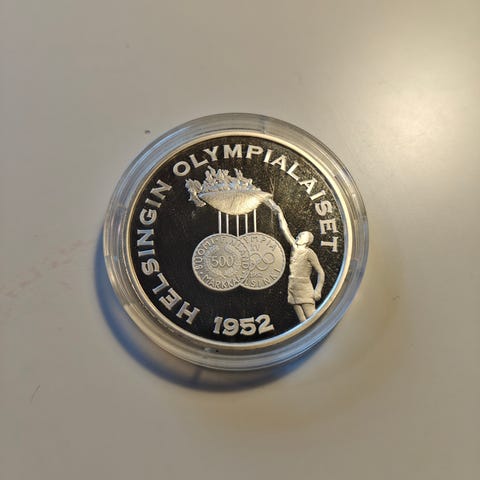 HELSINGIN OLYMPIALAISET
1952
500
MARKKAA